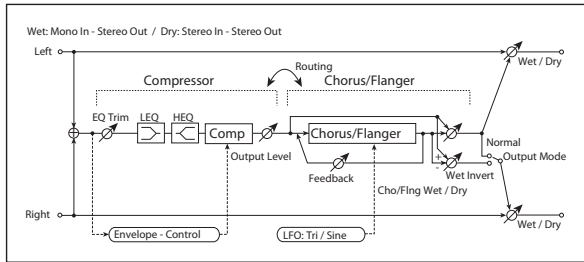 Wet: Mono In - Stereo Out / Dry: Stereo In - Stereo Out
Left
Wet / Dry
Routing
Compressor
Chorus/Flanger
EQ Trim
LEQ
HEQ
Comp
Chorus/Flanger
Normal
Output Level
Output Mode
+
-
Wet Invert
Feedback
Cho/Flng Wet / Dry
Right
Wet / Dry
Envelope - Control
LFO: Tri / Sine